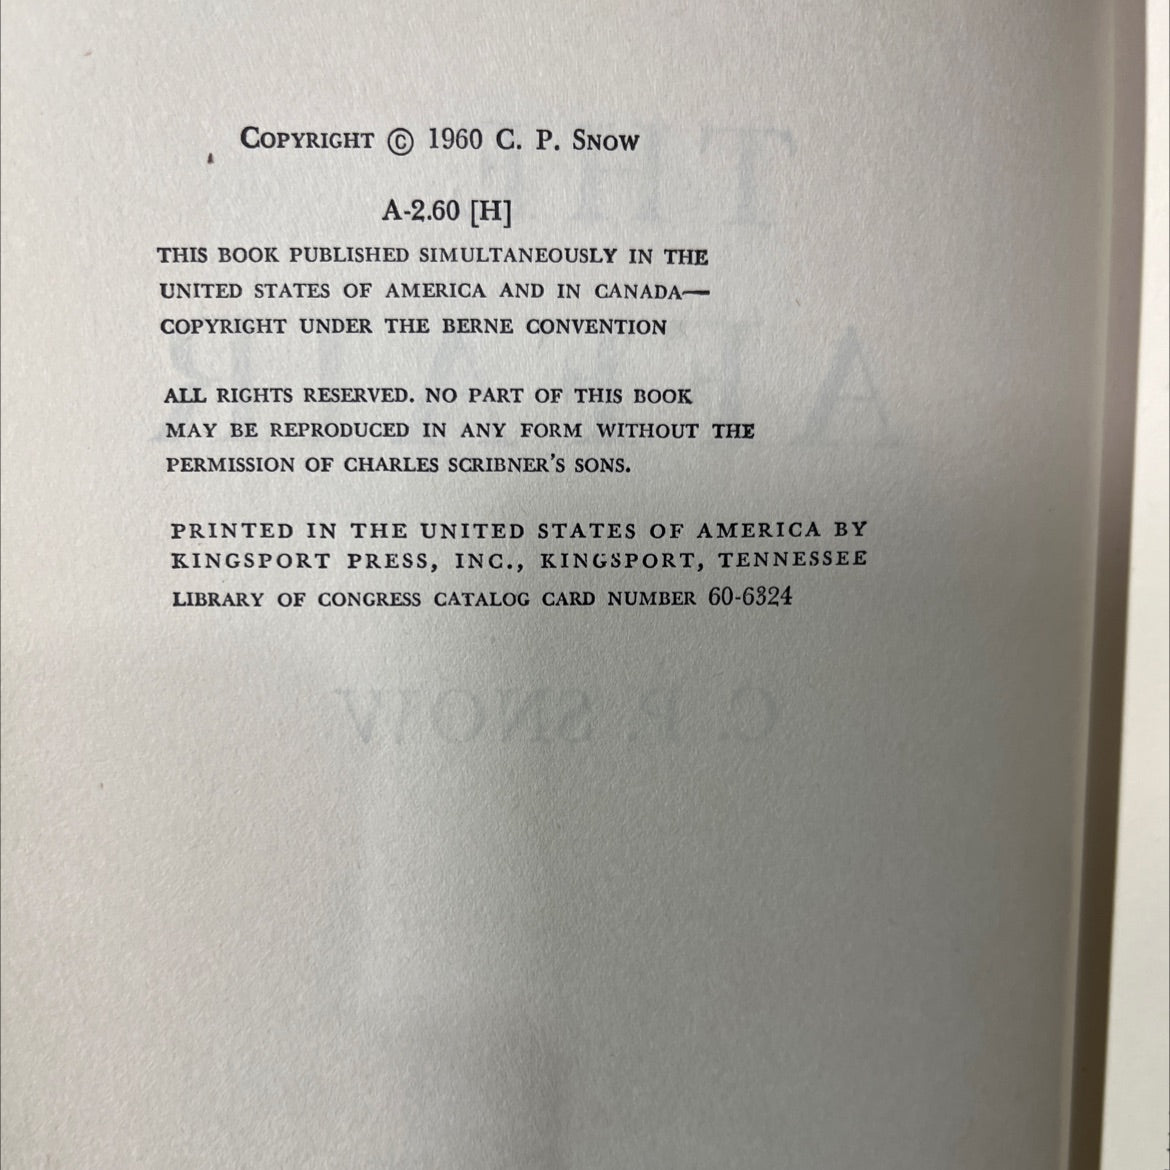 COPYRIGHT © 1960 C. P. SNOW
A-2.60 [H]
THIS BOOK PUBLISHED SIMULTANEOUSLY IN THE
UNITED STATES OF AMERICA AND IN CANADA—
COPYRIGHT UNDER THE BERNE CONVENTION
ALL RIGHTS RESERVED. NO PART OF THIS BOOK
MAY BE REPRODUCED IN ANY FORM WITHOUT THE
PERMISSION OF CHARLES SCRIBNER'S SONS.
PRINTED IN THE UNITED STATES OF AMERICA BY
KINGSPORT PRESS, INC., KINGSPORT, TENNESSEE
LIBRARY OF CONGRESS CATALOG CARD NUMBER 60-6324
THE
AFFAIR
C. P. SNOW